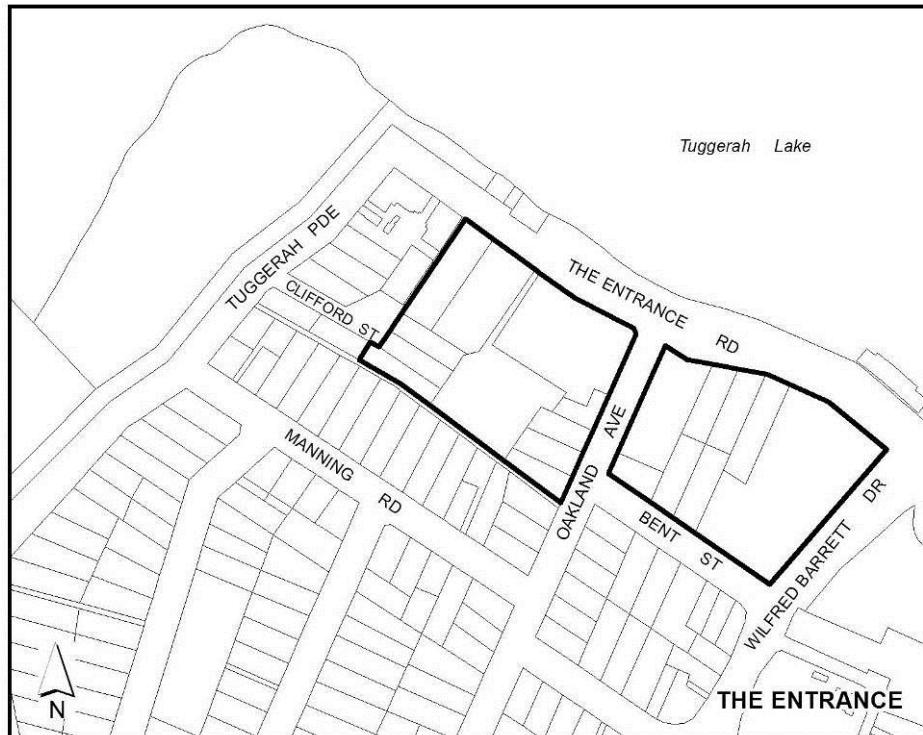 Tuggerah Lake
TUGGERAH PDE
CLIFFORD ST
THE ENTRANCE RD
MANNING RD
OAKLAND AVE
BENT ST
WILFRED BARRETT DR
N
THE ENTRANCE